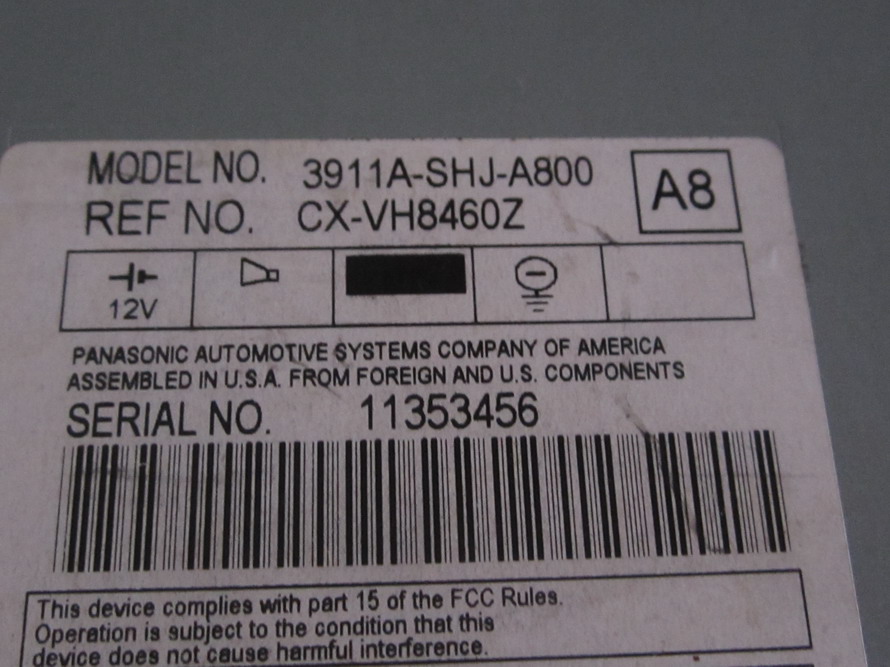 MODEL NO. 3911A-SHJ-A800
REF NO. CX-VH8460Z
A8
12V
PANASONIC AUTOMOTIVE SYSTEMS COMPANY OF AMERICA
ASSEMBLED IN U.S.A. FROM FOREIGN AND U.S. COMPONENTS
SERIAL NO. 11353456
This device complies with part 15 of the FCC Rules.
Operation is subject to the condition that this
device does not cause harmful interference.